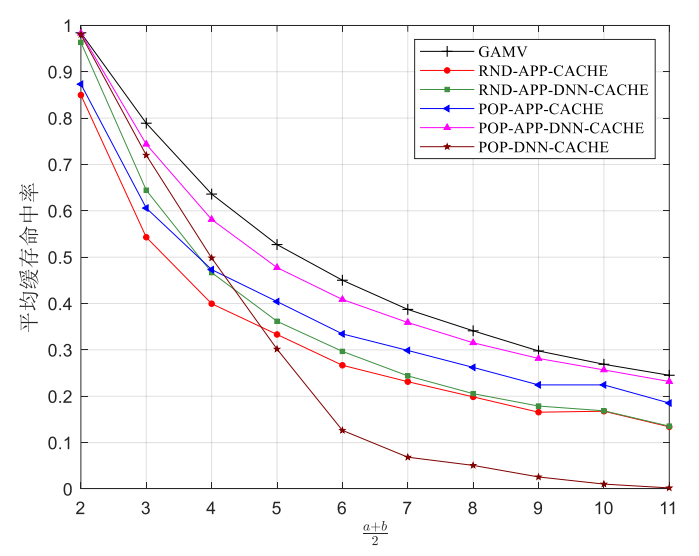 1
0.9
0.8
0.7
0.6
0.5
0.4
0.3
0.2
0.1
0
平均缓存命中率
GAMV
RND-APP-CACHE
RND-APP-DNN-CACHE
POP-APP-CACHE
POP-APP-DNN-CACHE
POP-DNN-CACHE
2 3 4 5 6 7 8 9 10 11
a+b
2